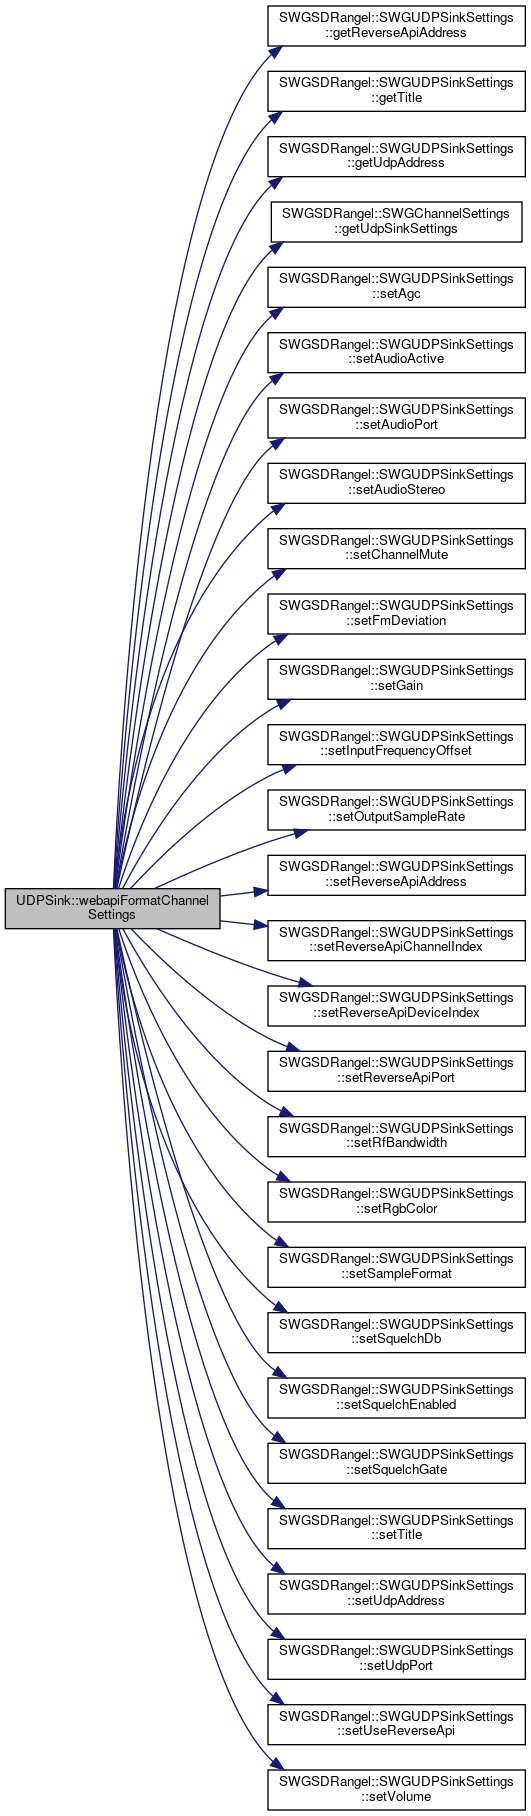 SWGSDRangel::SWGUDPSinkSettings
::getReverseApiAddress
SWGSDRangel::SWGUDPSinkSettings
::getTitle
SWGSDRangel::SWGUDPSinkSettings
::getUdpAddress
SWGSDRangel::SWGChannelSettings
::getUdpSinkSettings
SWGSDRangel::SWGUDPSinkSettings
::setAgc
SWGSDRangel::SWGUDPSinkSettings
::setAudioActive
SWGSDRangel::SWGUDPSinkSettings
::setAudioPort
SWGSDRangel::SWGUDPSinkSettings
::setAudioStereo
SWGSDRangel::SWGUDPSinkSettings
::setChannelMute
SWGSDRangel::SWGUDPSinkSettings
::setFmDeviation
SWGSDRangel::SWGUDPSinkSettings
::setGain
SWGSDRangel::SWGUDPSinkSettings
::setInputFrequencyOffset
SWGSDRangel::SWGUDPSinkSettings
::setOutputSampleRate
SWGSDRangel::SWGUDPSinkSettings
::setReverseApiAddress
UDPSink::webapiFormatChannel
Settings
SWGSDRangel::SWGUDPSinkSettings
::setReverseApiChannelIndex
SWGSDRangel::SWGUDPSinkSettings
::setReverseApiDeviceIndex
SWGSDRangel::SWGUDPSinkSettings
::setReverseApiPort
SWGSDRangel::SWGUDPSinkSettings
::setRfBandwidth
SWGSDRangel::SWGUDPSinkSettings
::setRgbColor
SWGSDRangel::SWGUDPSinkSettings
::setSampleFormat
SWGSDRangel::SWGUDPSinkSettings
::setSquelchDb
SWGSDRangel::SWGUDPSinkSettings
::setSquelchEnabled
SWGSDRangel::SWGUDPSinkSettings
::setSquelchGate
SWGSDRangel::SWGUDPSinkSettings
::setTitle
SWGSDRangel::SWGUDPSinkSettings
::setUdpAddress
SWGSDRangel::SWGUDPSinkSettings
::setUdpPort
SWGSDRangel::SWGUDPSinkSettings
::setUseReverseApi
SWGSDRangel::SWGUDPSinkSettings
::setVolume